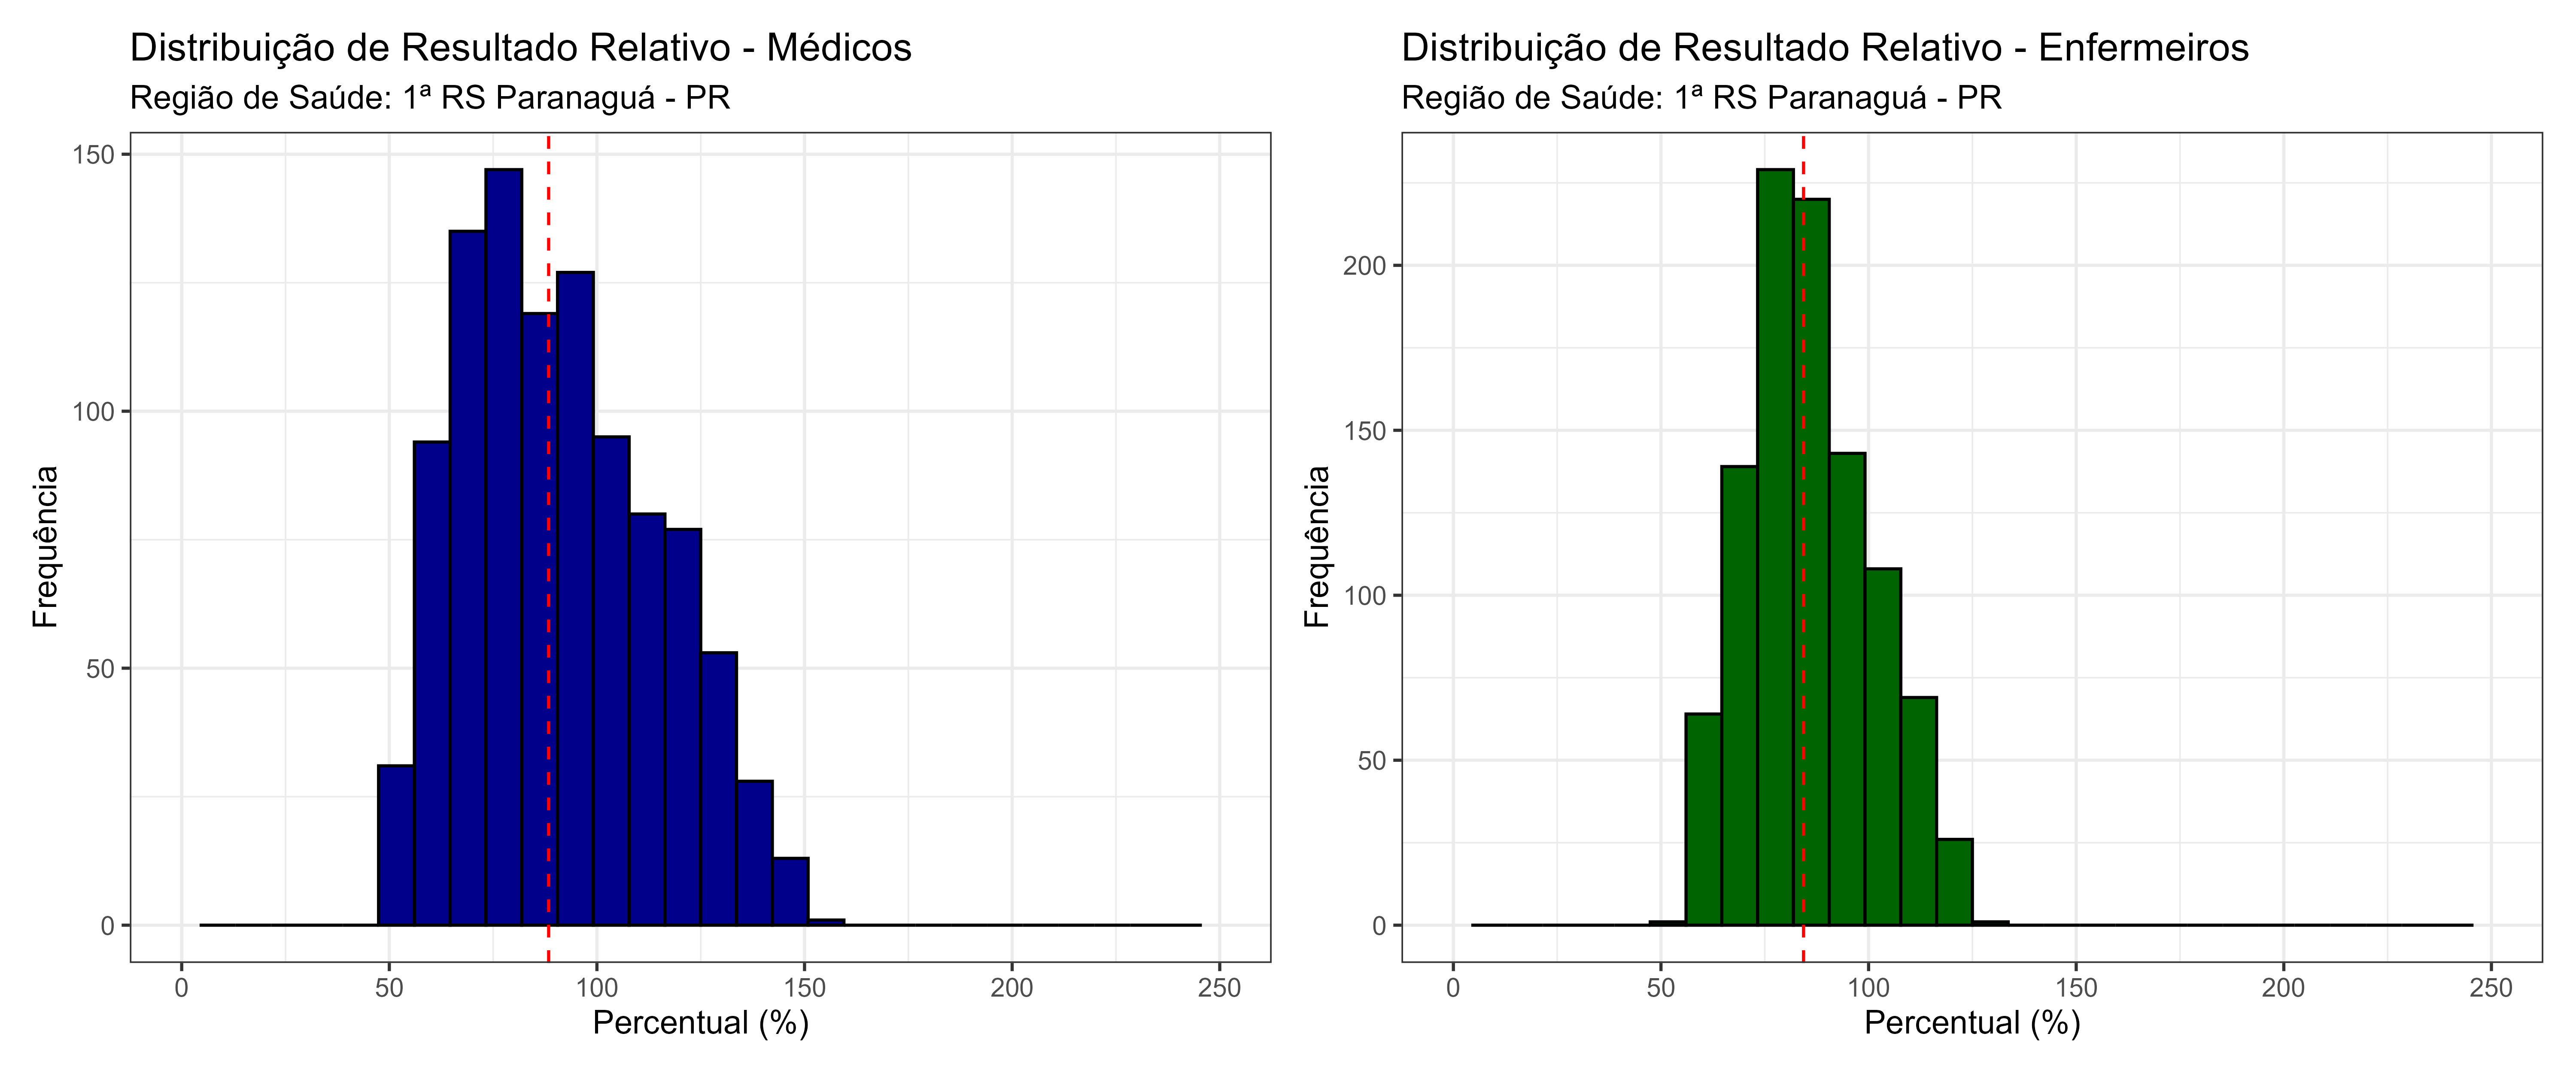 Distribuição de Resultado Relativo - Médicos
Região de Saúde: 1ª RS Paranaguá - PR
150
100
50
0
Frequência
0 50 100 150 200 250
Percentual (%)
Distribuição de Resultado Relativo - Enfermeiros
Região de Saúde: 1ª RS Paranaguá - PR
200
150
100
50
0
Frequência
0 50 100 150 200 250
Percentual (%)